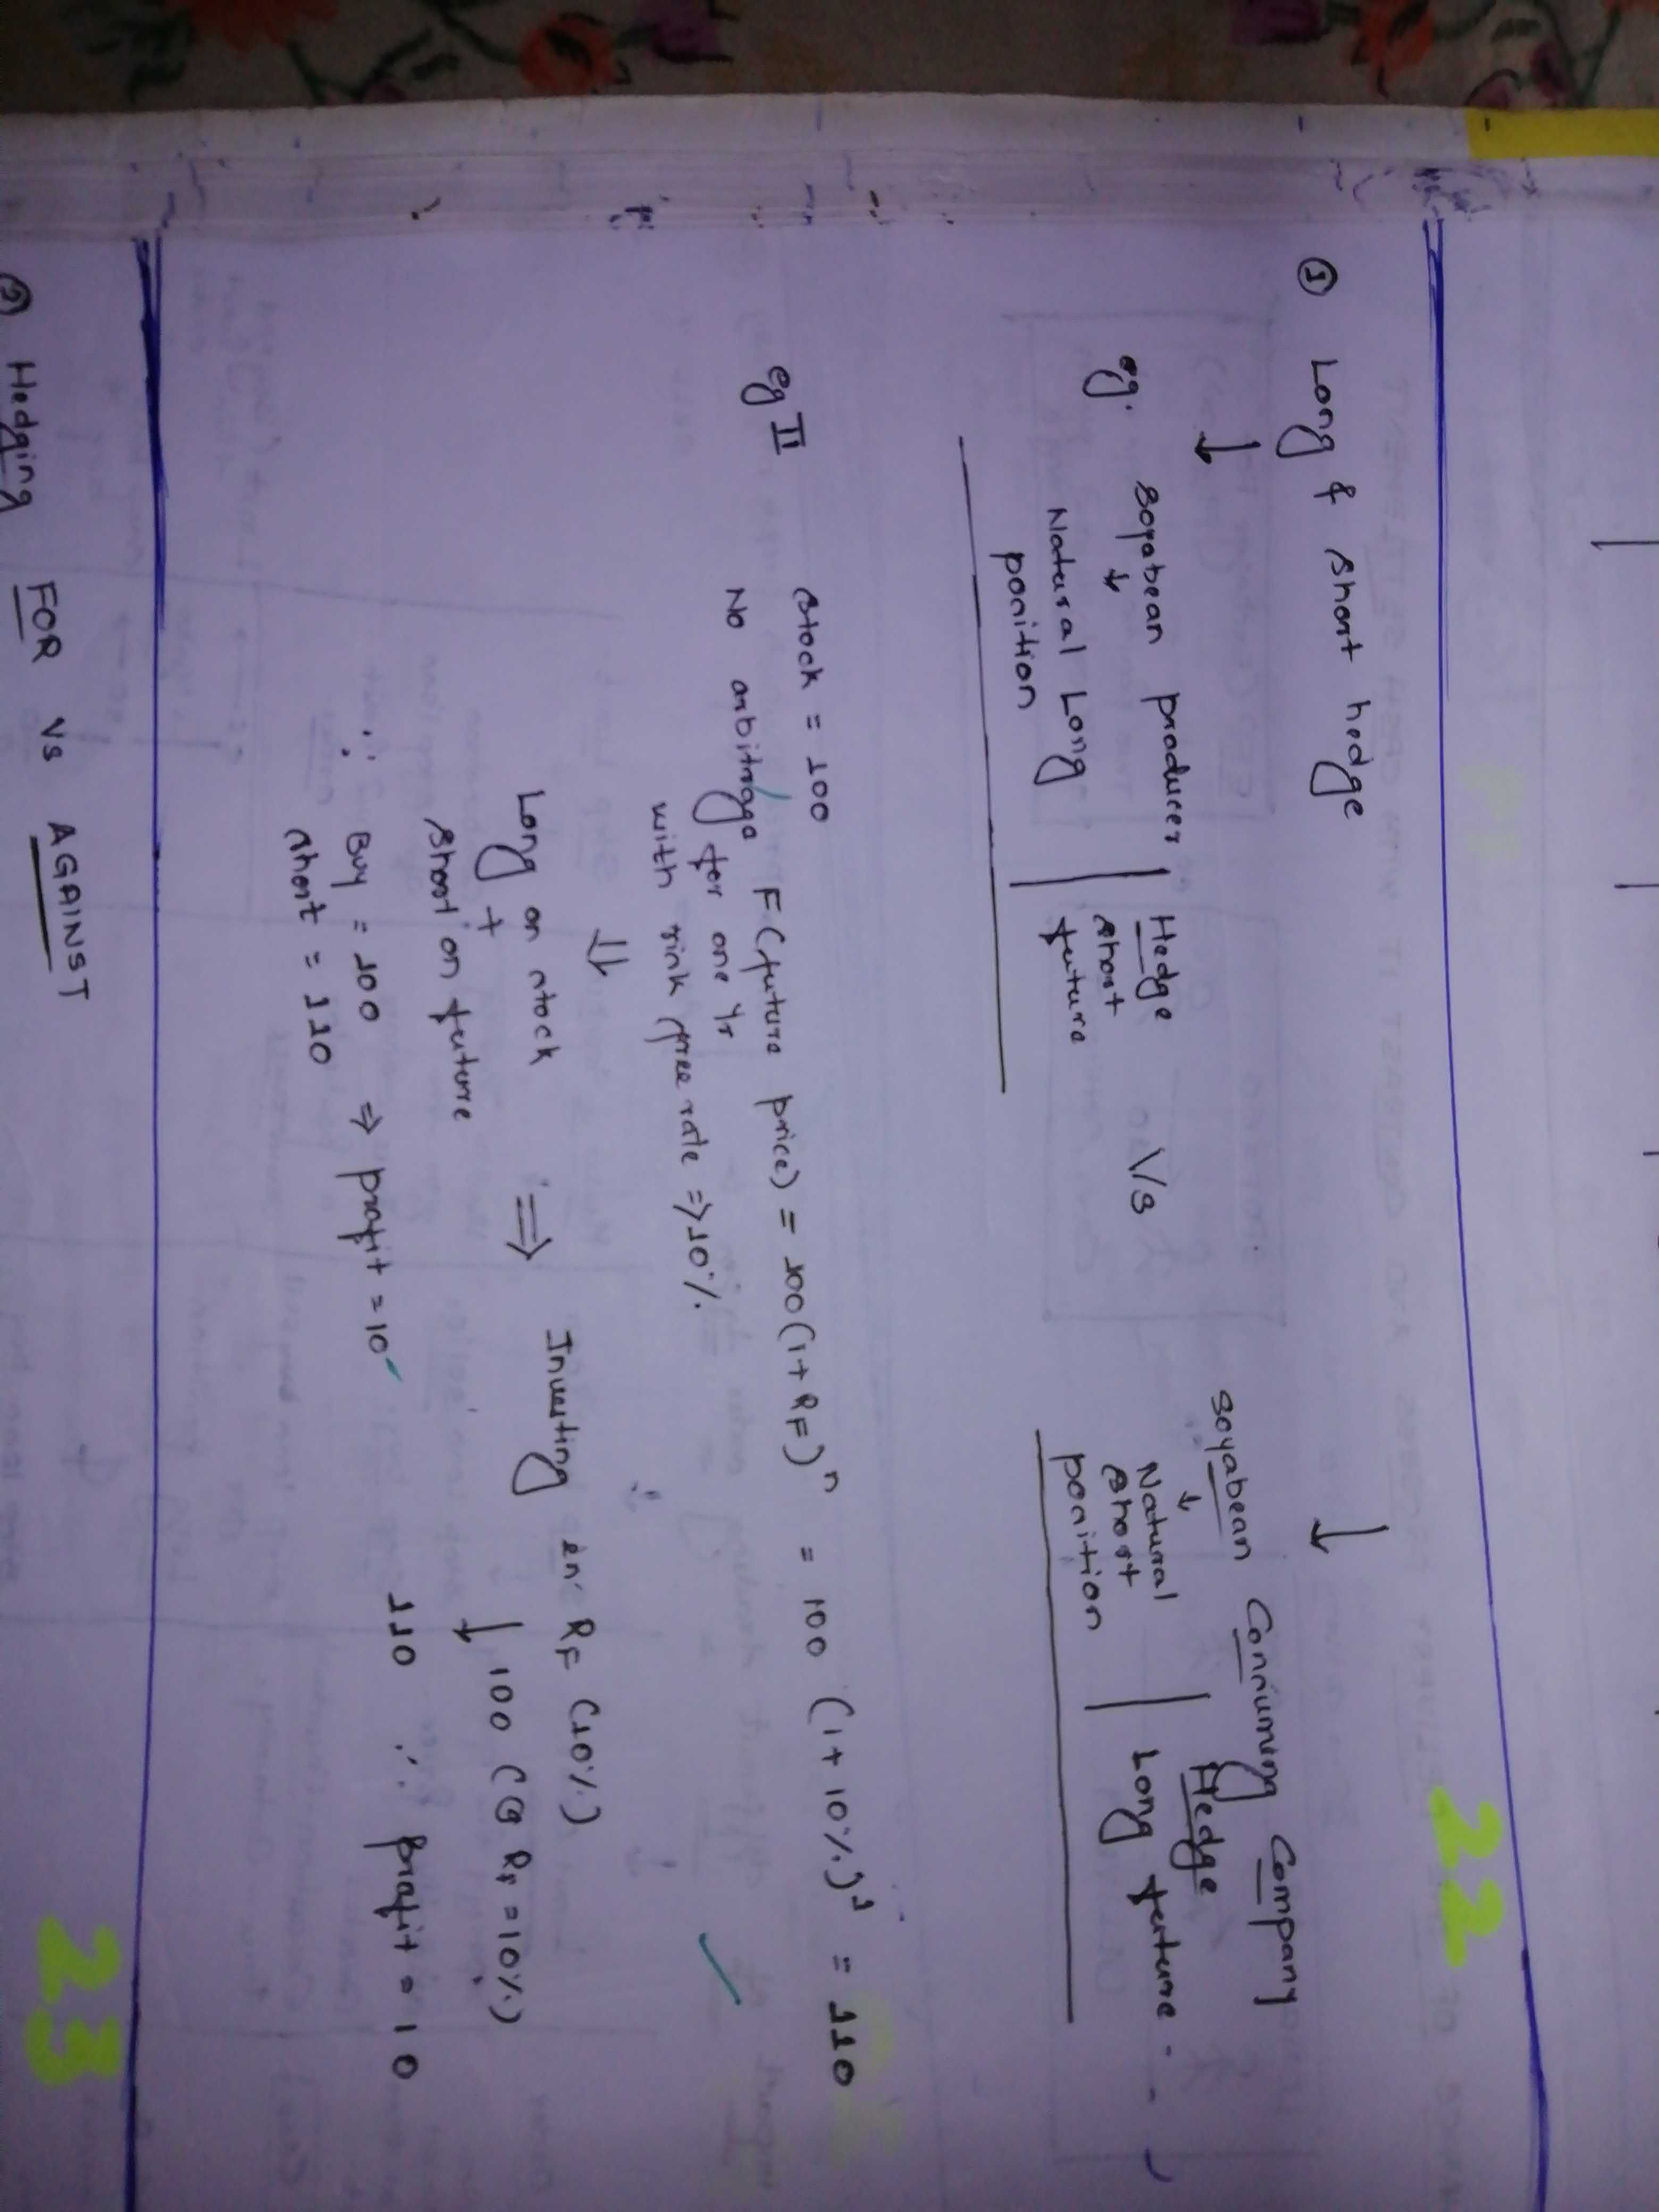 22
① Long & short hedge
↓ ↓
eg. Soyabean producer | Hedge V/s Soyabean Consuming Company
↓ short future ↓ Hedge
Natural Long position Natural short position | Long future
eg II Stock = 100 F(future price) = 100(1+RF)^n = 100 (1+10%)^1 = 110
No arbitrage for one yr
with risk free rate => 10%.
⇓
Long on stock ⇒ Investing in RF (10%)
+ ↓ 100 (@ RF = 10%)
short on future
110 ∴ profit = 10
∴ Buy = 100 ⇒ profit = 10
short = 110
23
② Hedging FOR Vs AGAINST